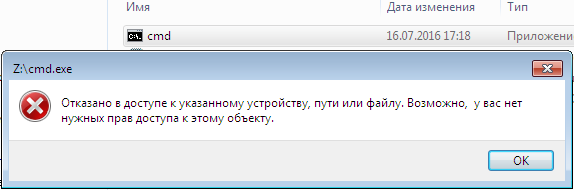 Имя Дата изменения Тип
cmd 16.07.2016 17:18 Приложение
Z:\cmd.exe
Отказано в доступе к указанному устройству, пути или файлу. Возможно, у вас нет
нужных прав доступа к этому объекту.
OK